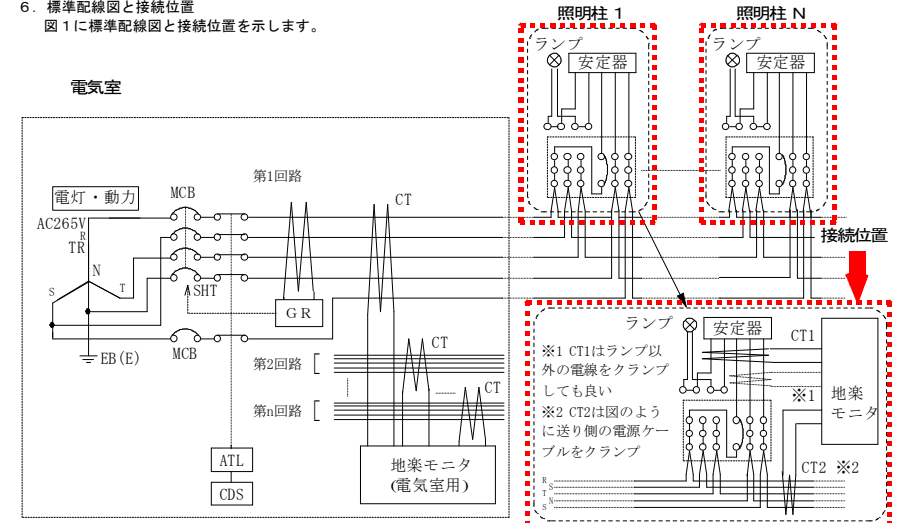 ６．標準配線図と接続位置
図１に標準配線図と接続位置を示します。
電気室
照明柱 1
照明柱 N
ランプ
安定器
ランプ
安定器
電灯・動力
MCB
第1回路
CT
AC265V
R
TR
N
S
T
ASHT
GR
EB(E)
MCB
第2回路
CT
第n回路
CT
ATL
CDS
地楽モニタ
(電気室用)
接続位置
ランプ
安定器
CT1
※1 CT1はランプ以
外の電線をクランプ
しても良い
※1
地楽
モニタ
※2 CT2は図のよう
に送り側の電源ケー
ブルをクランプ
CT2 ※2
R
S
T
N
S